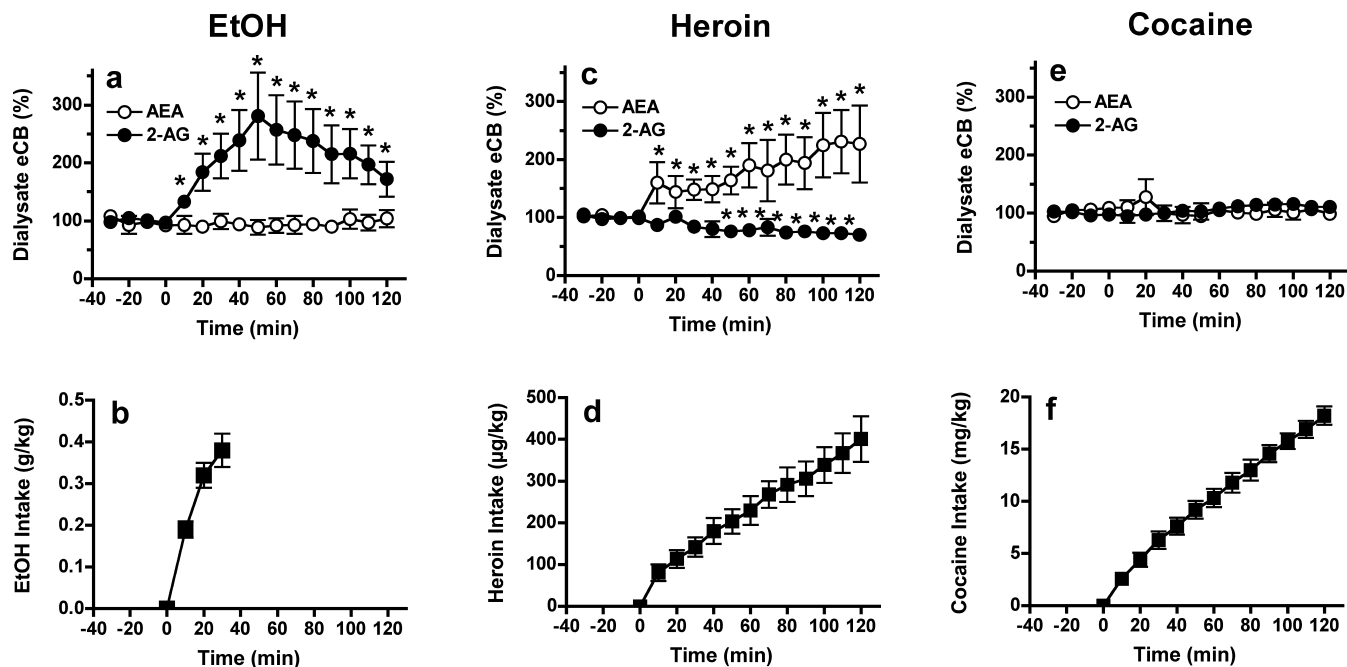 EtOH
Heroin
Cocaine
a
AEA
2-AG
Dialysate eCB (%)
300
200
100
0
* * * * * * * * * * * *
-40 -20 0 20 40 60 80 100 120
Time (min)
c
AEA
2-AG
Dialysate eCB (%)
300
200
100
0
* * * * * * * * * * * *
* * * * * * * *
-40 -20 0 20 40 60 80 100 120
Time (min)
e
AEA
2-AG
Dialysate eCB (%)
300
200
100
0
-40 -20 0 20 40 60 80 100 120
Time (min)
b
EtOH Intake (g/kg)
0.5
0.4
0.3
0.2
0.1
0.0
-40 -20 0 20 40 60 80 100 120
Time (min)
d
Heroin Intake (μg/kg)
500
400
300
200
100
0
-40 -20 0 20 40 60 80 100 120
Time (min)
f
Cocaine Intake (mg/kg)
20
15
10
5
0
-40 -20 0 20 40 60 80 100 120
Time (min)